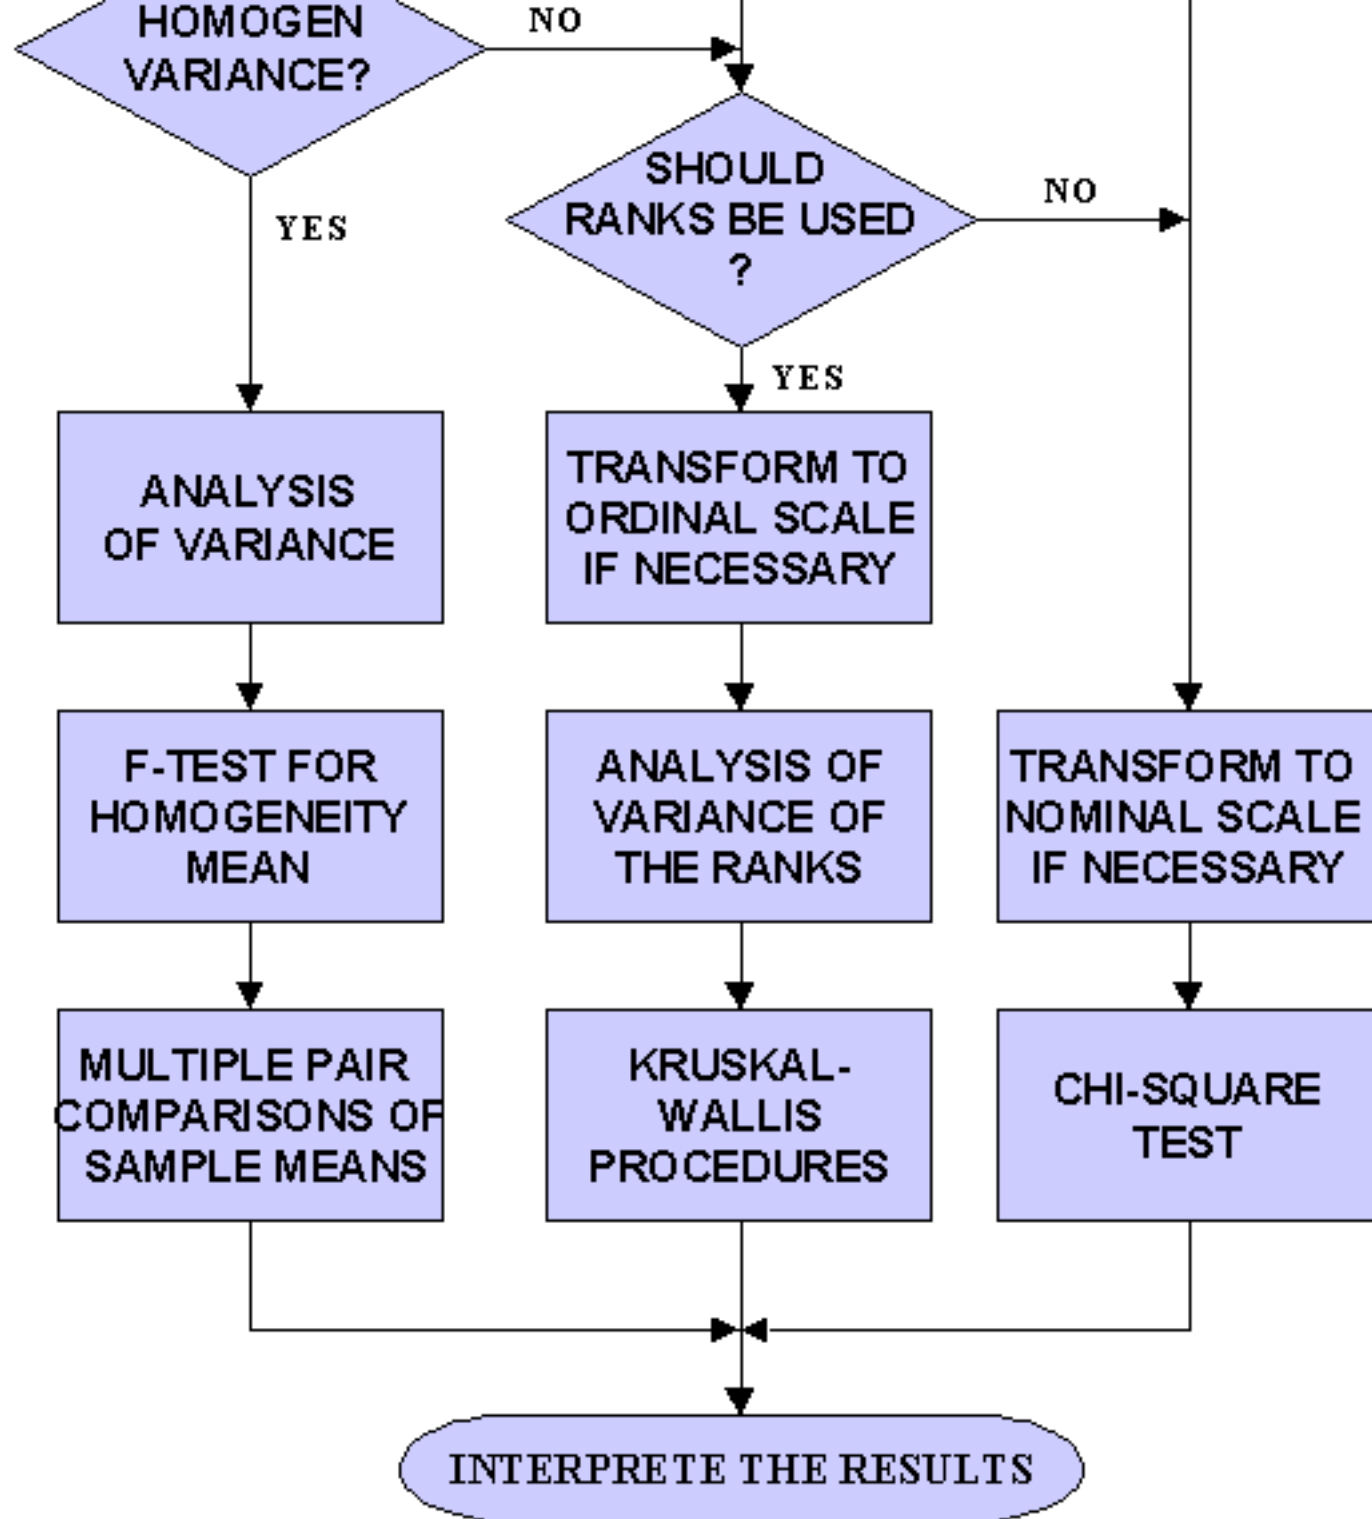 HOMOGEN
VARIANCE?
NO
SHOULD
RANKS BE USED
?
NO
YES
YES
ANALYSIS
OF VARIANCE
TRANSFORM TO
ORDINAL SCALE
IF NECESSARY
F-TEST FOR
HOMOGENEITY
MEAN
ANALYSIS OF
VARIANCE OF
THE RANKS
TRANSFORM TO
NOMINAL SCALE
IF NECESSARY
MULTIPLE PAIR
COMPARISONS OF
SAMPLE MEANS
KRUSKAL-
WALLIS
PROCEDURES
CHI-SQUARE
TEST
INTERPRETE THE RESULTS